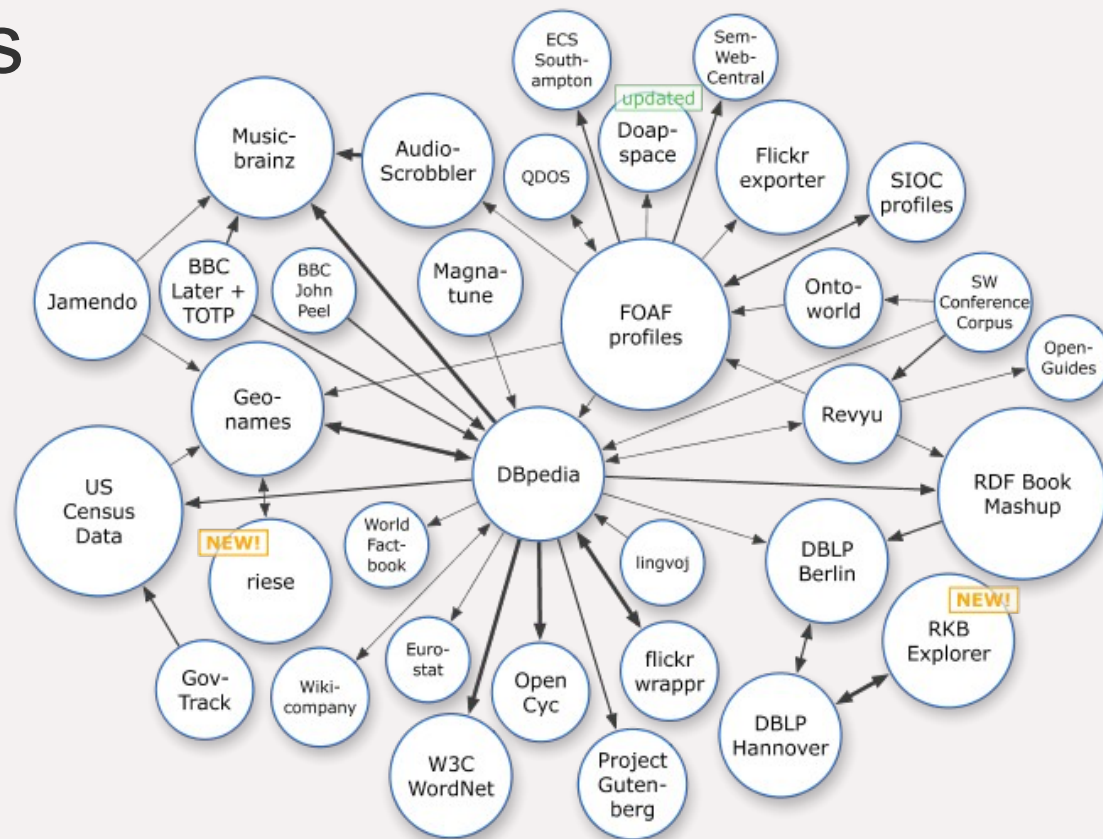 s
ECS
South-
ampton
Sem-
Web-
Central
updated
Doap-
space
Music-
brainz
Audio-
Scrobbler
QDOS
Flickr
exporter
SIOC
profiles
Jamendo
BBC
Later +
TOTP
BBC
John
Peel
Magna-
tune
FOAF
profiles
Onto-
world
SW
Conference
Corpus
Open-
Guides
Geo-
names
Revyu
US
Census
Data
DBpedia
RDF Book
Mashup
NEW!
riese
World
Fact-
book
lingvoj
DBLP
Berlin
NEW!
RKB
Explorer
Gov-
Track
Wiki-
company
Euro-
stat
Open
Cyc
flickr
wrappr
DBLP
Hannover
W3C
WordNet
Project
Guten-
berg